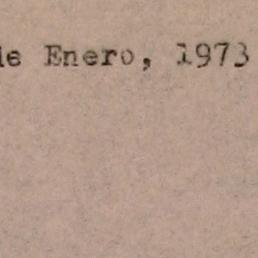 de Enero, 1973